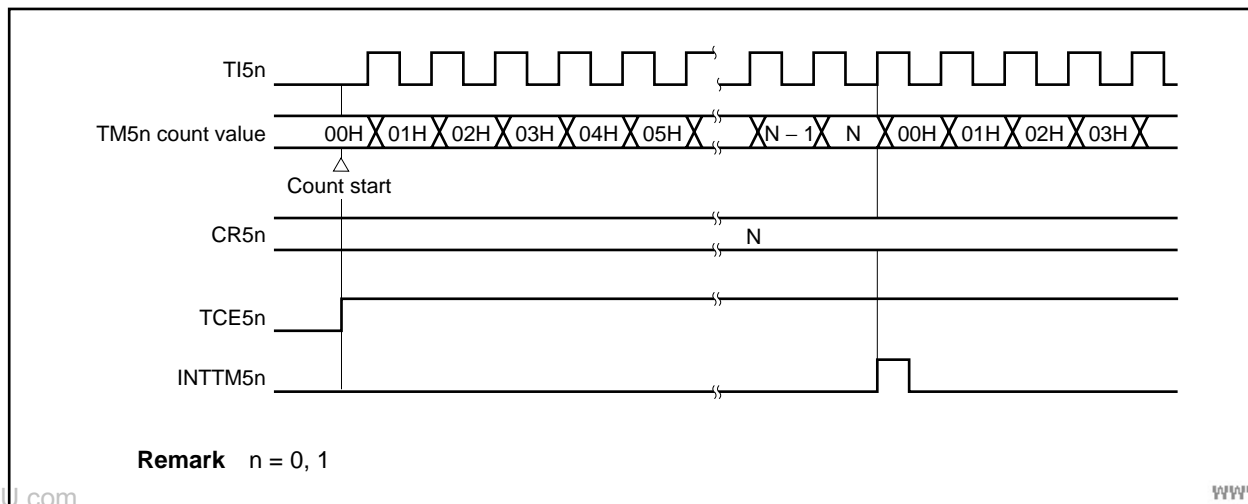 TI5n
TM5n count value 00H 01H 02H 03H 04H 05H N − 1 N 00H 01H 02H 03H
Count start
CR5n N
TCE5n
INTTM5n
Remark n = 0, 1
U.com